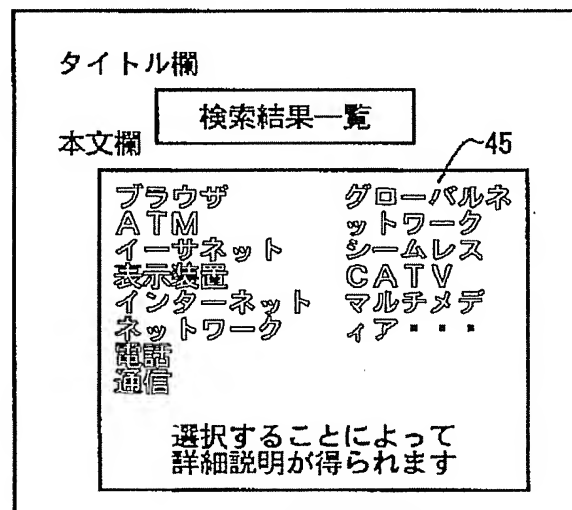 タイトル欄
検索結果一覧
本文欄
45
ブラウザ
ATM
イーサネット
表示装置
インターネット
ネットワーク
電話
通信
グローバルネ
ットワーク
シームレス
CATV
マルチメデ
ィア・・・
選択することによって
詳細説明が得られます